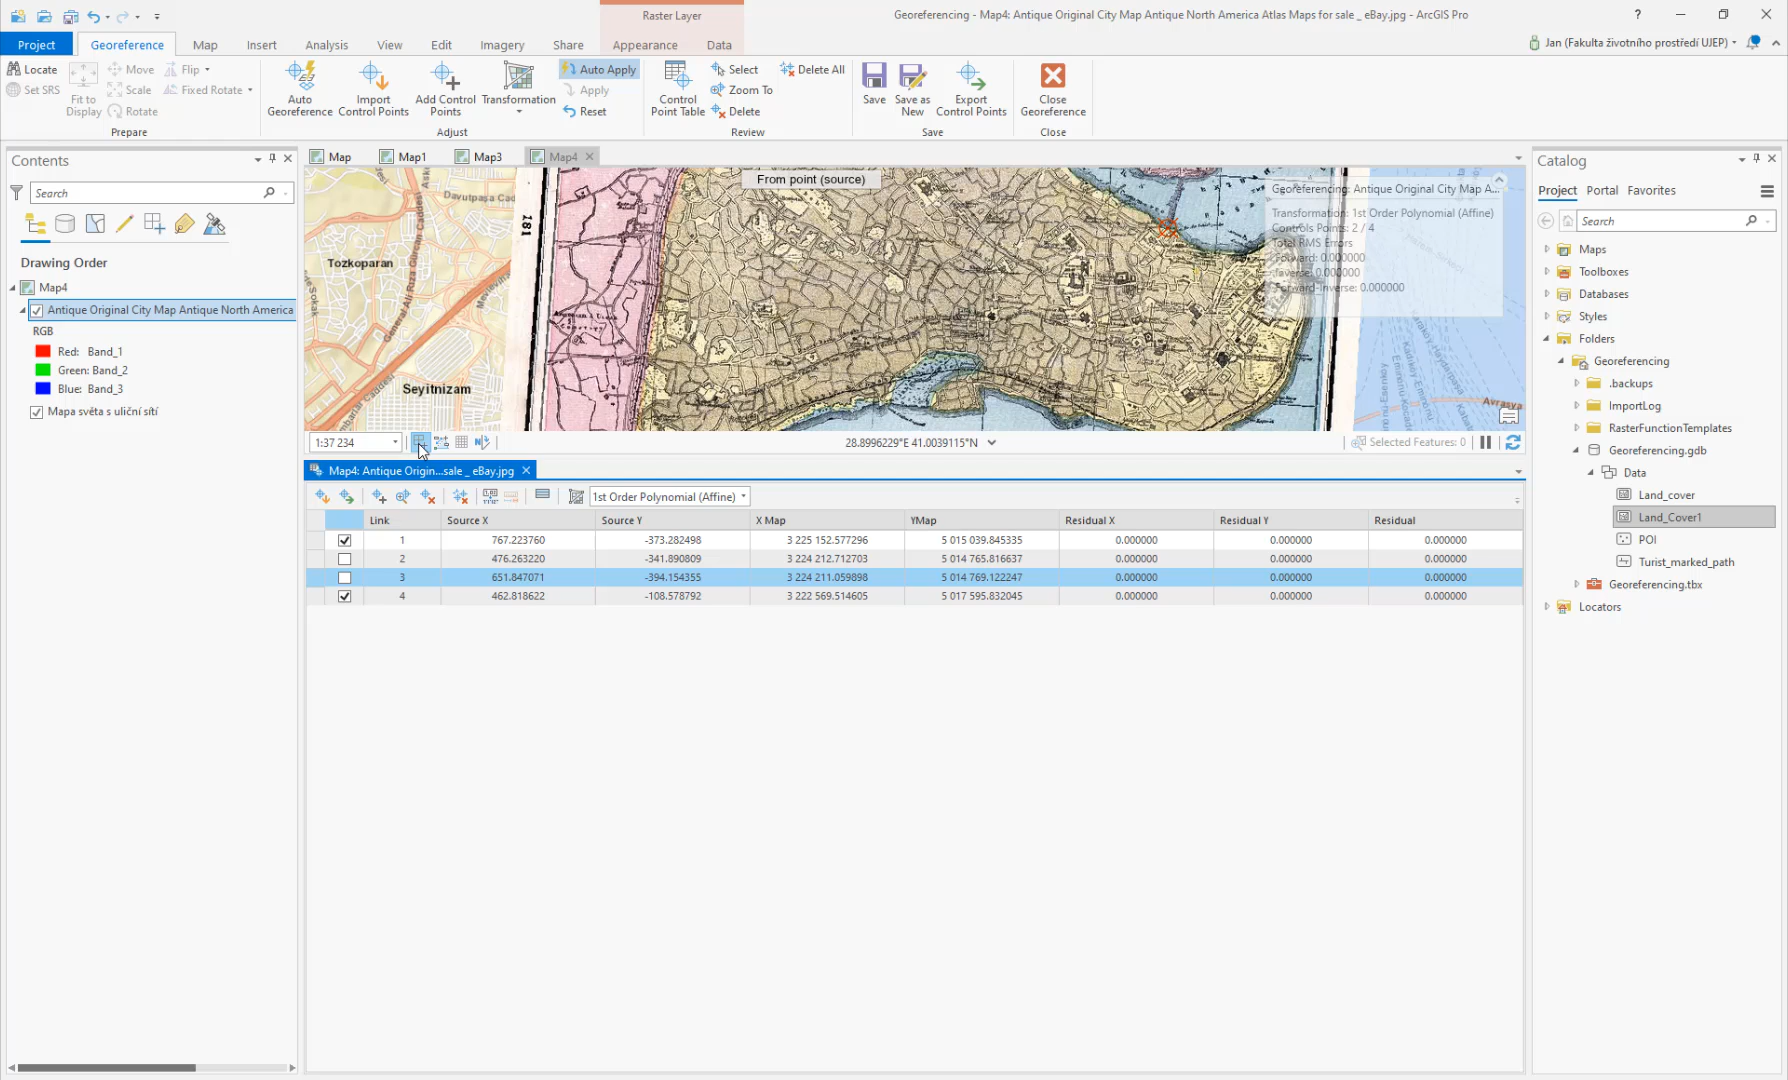 Raster Layer
Georeferencing - Map4: Antique Original City Map Antique North America Atlas Maps for sale _ eBay.jpg - ArcGIS Pro
?
Project
Georeference
Map
Insert
Analysis
View
Edit
Imagery
Share
Appearance
Data
Jan (Fakulta životního prostředí UJEP)
Locate
Set SRS
Fit to Display
Move
Scale
Rotate
Flip
Fixed Rotate
Prepare
Auto Georeference
Import Control Points
Add Control Points
Transformation
Auto Apply
Apply
Reset
Adjust
Control Point Table
Select
Zoom To
Delete
Delete All
Review
Save
Save as New
Export Control Points
Save
Close Georeference
Close
Contents
Search
Drawing Order
Map4
Antique Original City Map Antique North America
RGB
Red: Band_1
Green: Band_2
Blue: Band_3
Mapa světa s uliční sítí
Map
Map1
Map3
Map4
From point (source)
Davutpaşa Cad
Tozkoparan
General Ali Rıza Gürcan Caddesi
Seyitnizam
181
Georeferencing: Antique Original City Map A...
Transformation: 1st Order Polynomial (Affine)
Controls Points: 2 / 4
Total RMS Errors
Forward: 0.000000
Inverse: 0.000000
Forward-Inverse: 0.000000
Avrasya
1:37 234
28.8996229°E 41.0039115°N
Selected Features: 0
Map4: Antique Origin...sale _ eBay.jpg
1st Order Polynomial (Affine)
Link Source X Source Y X Map YMap Residual X Residual Y Residual
1 767.223760 -373.282498 3 225 152.577296 5 015 039.845335 0.000000 0.000000 0.000000
2 476.263220 -341.890809 3 224 212.712703 5 014 765.816637 0.000000 0.000000 0.000000
3 651.847071 -394.154355 3 224 211.059898 5 014 769.122247 0.000000 0.000000 0.000000
4 462.818622 -108.578792 3 222 569.514605 5 017 595.832045 0.000000 0.000000 0.000000
Catalog
Project
Portal
Favorites
Search
Maps
Toolboxes
Databases
Styles
Folders
Georeferencing
.backups
ImportLog
RasterFunctionTemplates
Georeferencing.gdb
Data
Land_cover
Land_Cover1
POI
Turist_marked_path
Georeferencing.tbx
Locators